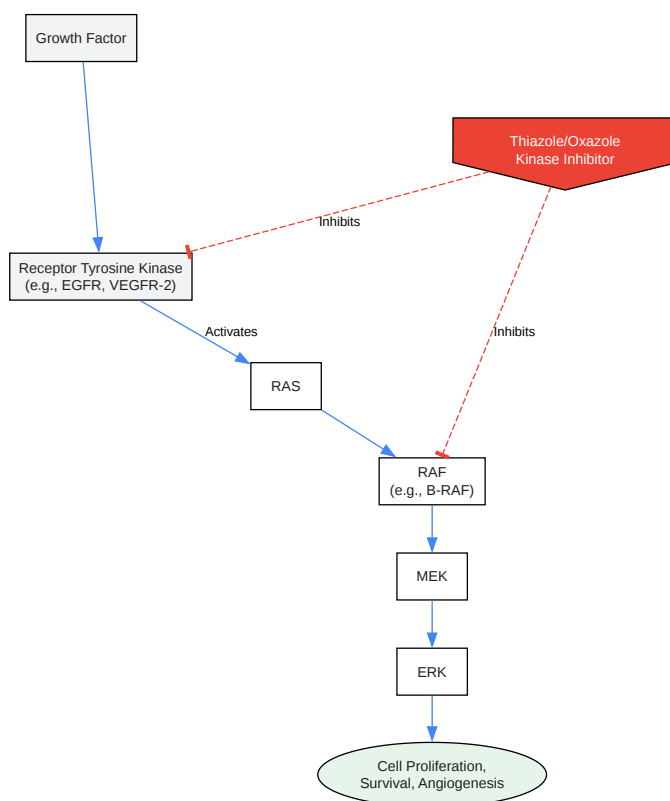 Growth Factor
Thiazole/Oxazole
Kinase Inhibitor
Inhibits
Receptor Tyrosine Kinase
(e.g., EGFR, VEGFR-2)
Activates
Inhibits
RAS
RAF
(e.g., B-RAF)
MEK
ERK
Cell Proliferation,
Survival, Angiogenesis